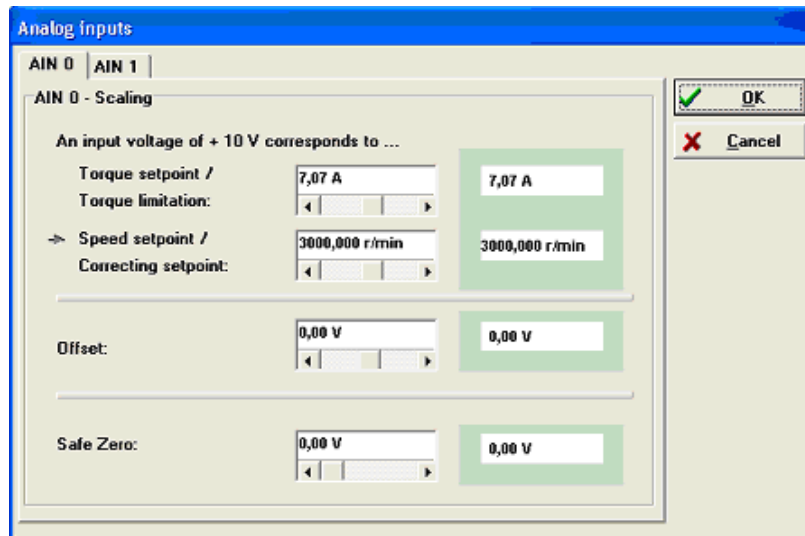 Analog inputs
AIN 0 AIN 1
AIN 0 - Scaling
OK
An input voltage of + 10 V corresponds to ...
Cancel
Torque setpoint / 7,07 A 7,07 A
Torque limitation:
Speed setpoint / 3000,000 r/min 3000,000 r/min
Correcting setpoint:
Offset: 0,00 V 0,00 V
Safe Zero: 0,00 V 0,00 V